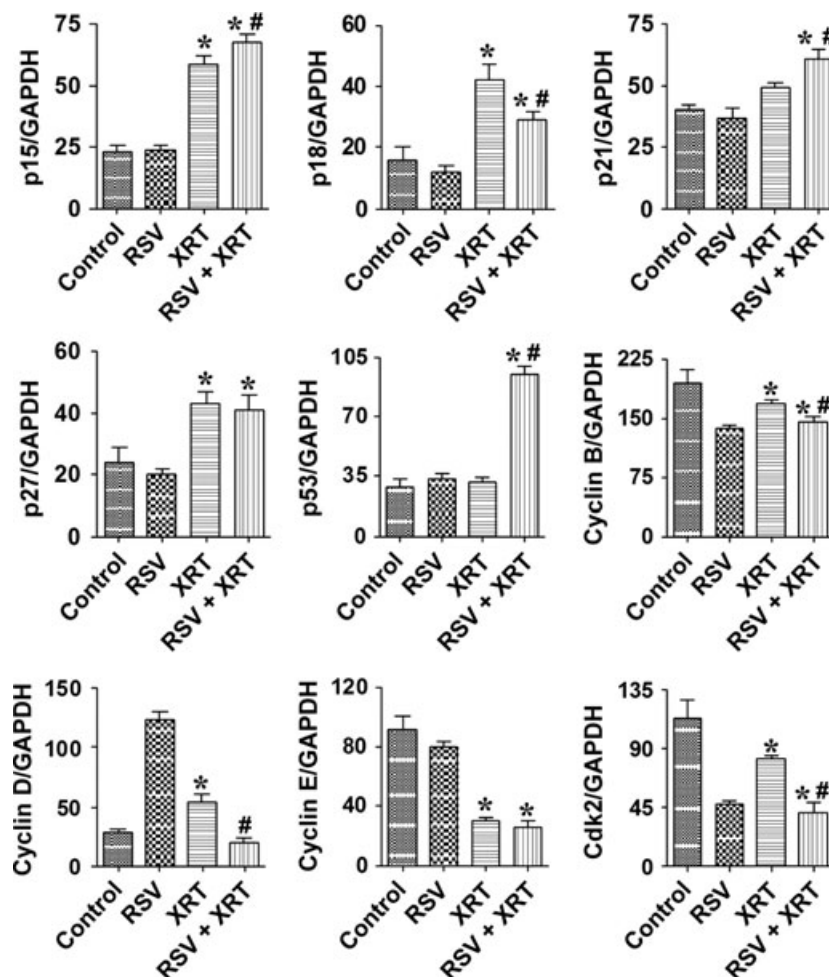 p15/GAPDH
75
50
25
0
*
* #
Control
RSV
XRT
RSV + XRT
p18/GAPDH
60
40
20
0
*
* #
Control
RSV
XRT
RSV + XRT
p21/GAPDH
75
50
25
0
* #
Control
RSV
XRT
RSV + XRT
p27/GAPDH
60
40
20
0
*
*
Control
RSV
XRT
RSV + XRT
p53/GAPDH
105
70
35
0
* #
Control
RSV
XRT
RSV + XRT
Cyclin B/GAPDH
225
150
75
0
*
* #
Control
RSV
XRT
RSV + XRT
Cyclin D/GAPDH
150
100
50
0
*
#
Control
RSV
XRT
RSV + XRT
Cyclin E/GAPDH
120
80
40
0
*
*
Control
RSV
XRT
RSV + XRT
Cdk2/GAPDH
135
90
45
0
*
* #
Control
RSV
XRT
RSV + XRT